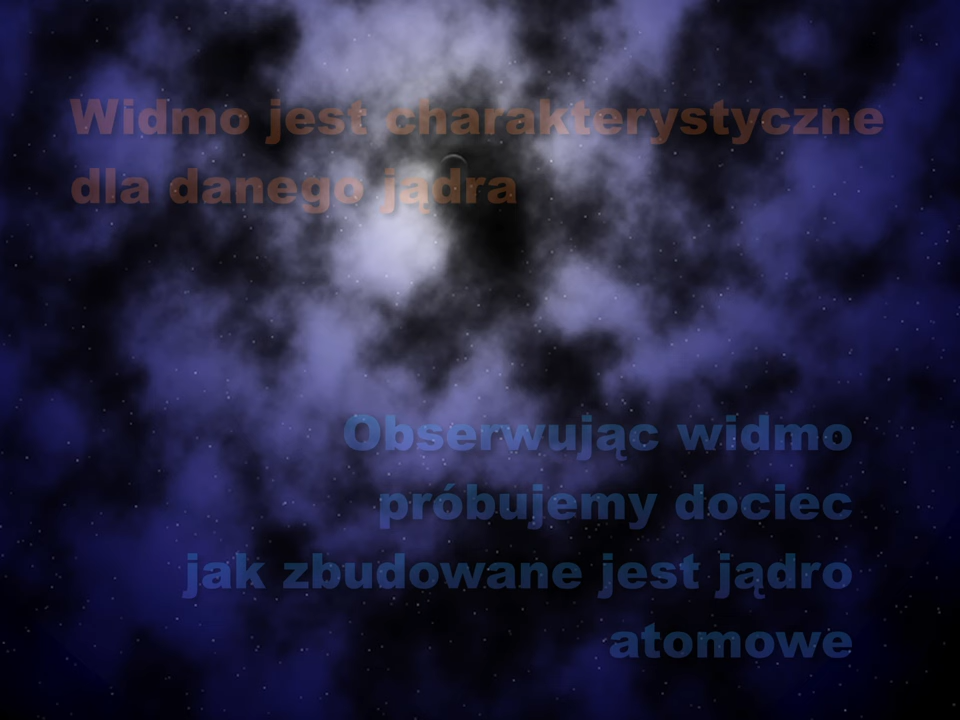 Widmo jest charakterystyczne
dla danego jądra
Obserwując widmo
próbujemy dociec
jak zbudowane jest jądro
atomowe